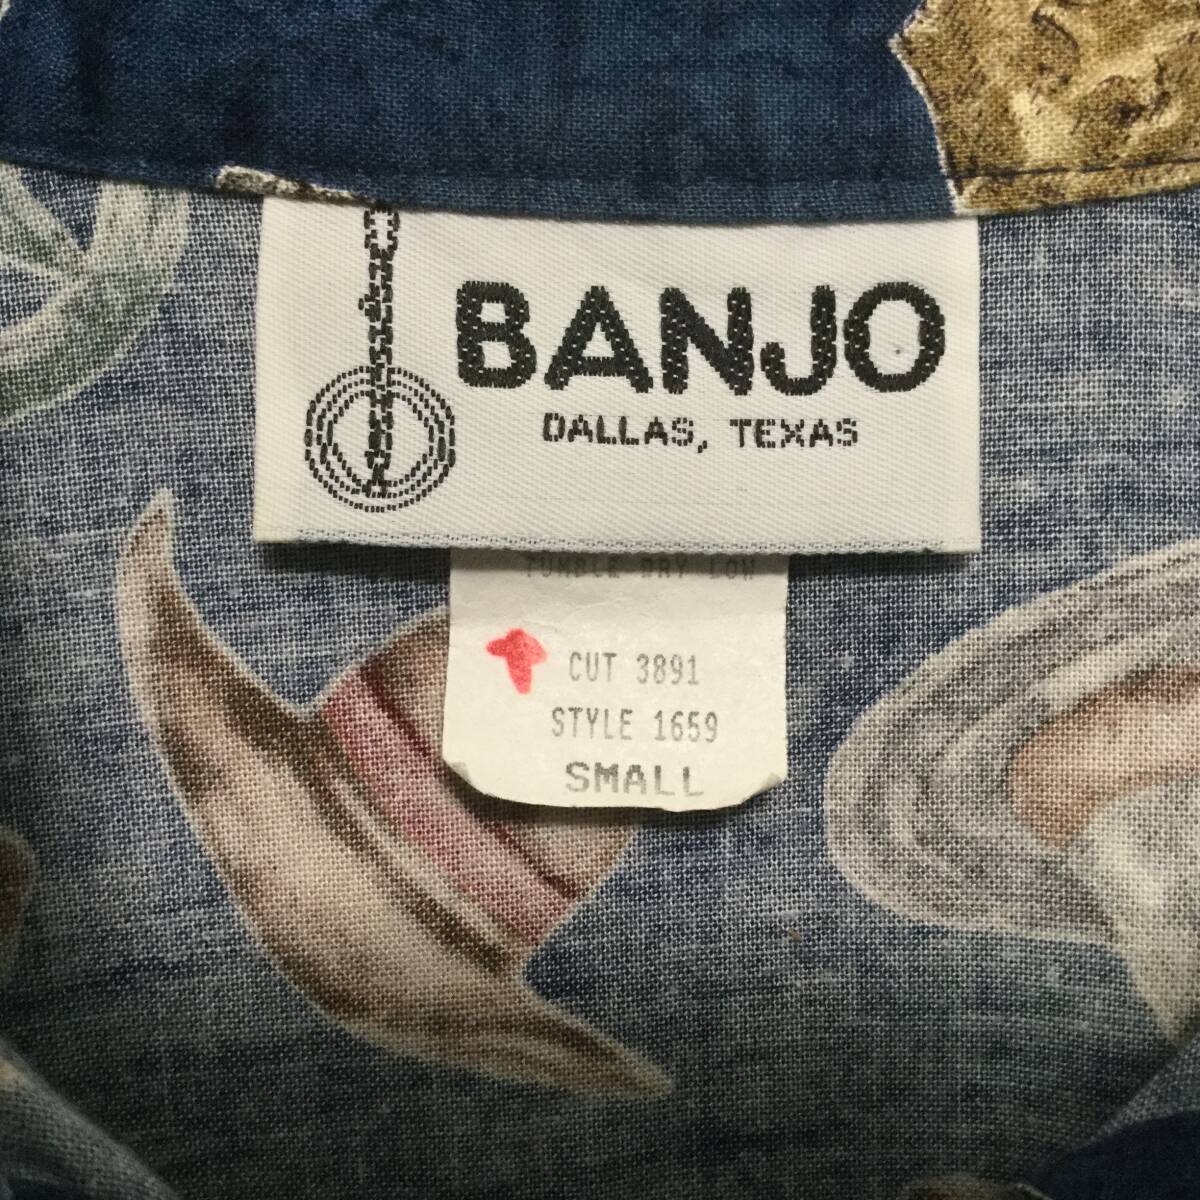 BANJO
DALLAS, TEXAS
TUMBLE DRY LOW
CUT 3891
STYLE 1659
SMALL